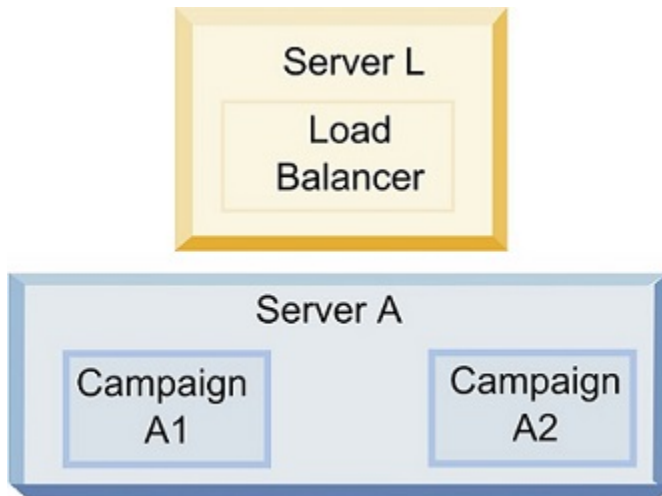 Server L
Load
Balancer
Server A
Campaign
A1
Campaign
A2